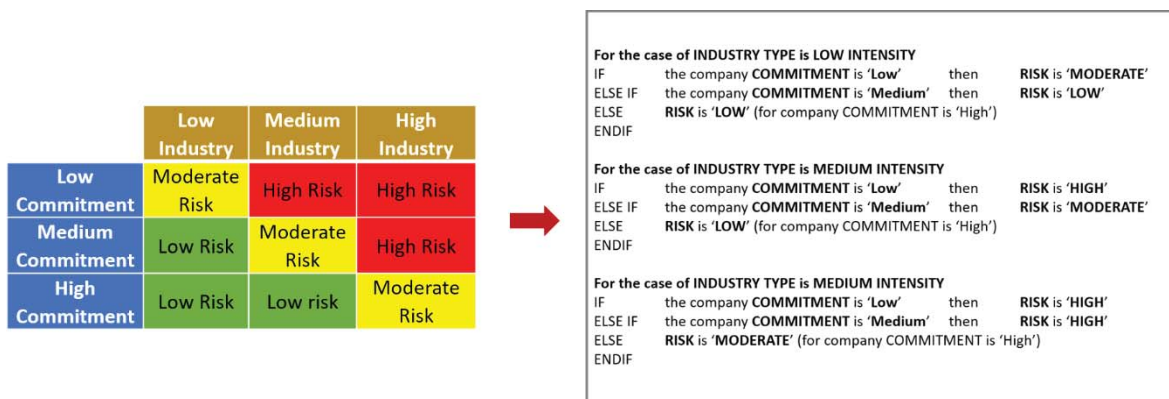 Low Industry
Medium Industry
High Industry
Low Commitment
Moderate Risk
High Risk
High Risk
Medium Commitment
Low Risk
Moderate Risk
High Risk
High Commitment
Low Risk
Low risk
Moderate Risk
For the case of INDUSTRY TYPE is LOW INTENSITY
IF the company COMMITMENT is ‘Low’ then RISK is ‘MODERATE’
ELSE IF the company COMMITMENT is ‘Medium’ then RISK is ‘LOW’
ELSE RISK is ‘LOW’ (for company COMMITMENT is ‘High’)
ENDIF
For the case of INDUSTRY TYPE is MEDIUM INTENSITY
IF the company COMMITMENT is ‘Low’ then RISK is ‘HIGH’
ELSE IF the company COMMITMENT is ‘Medium’ then RISK is ‘MODERATE’
ELSE RISK is ‘LOW’ (for company COMMITMENT is ‘High’)
ENDIF
For the case of INDUSTRY TYPE is MEDIUM INTENSITY
IF the company COMMITMENT is ‘Low’ then RISK is ‘HIGH’
ELSE IF the company COMMITMENT is ‘Medium’ then RISK is ‘HIGH’
ELSE RISK is ‘MODERATE’ (for company COMMITMENT is ‘High’)
ENDIF